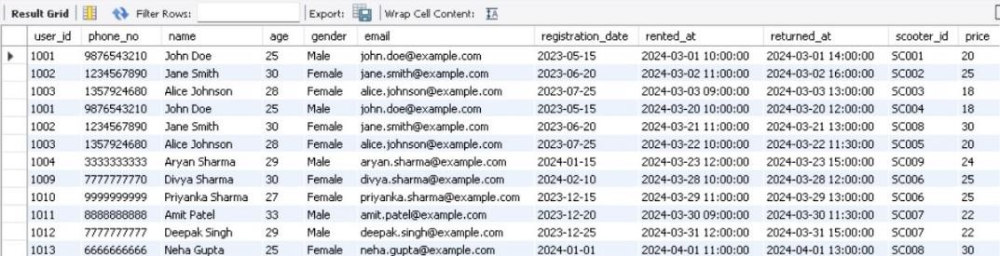 Result Grid Filter Rows: Export: Wrap Cell Content: IA
user_id phone_no name age gender email registration_date rented_at returned_at scooter_id price
1001 9876543210 John Doe 25 Male john.doe@example.com 2023-05-15 2024-03-01 10:00:00 2024-03-01 14:00:00 SC001 20
1002 1234567890 Jane Smith 30 Female jane.smith@example.com 2023-06-20 2024-03-02 11:00:00 2024-03-02 16:00:00 SC002 25
1003 1357924680 Alice Johnson 28 Female alice.johnson@example.com 2023-07-25 2024-03-03 09:00:00 2024-03-03 13:00:00 SC003 18
1001 9876543210 John Doe 25 Male john.doe@example.com 2023-05-15 2024-03-20 10:00:00 2024-03-20 12:00:00 SC004 18
1002 1234567890 Jane Smith 30 Female jane.smith@example.com 2023-06-20 2024-03-21 11:00:00 2024-03-21 13:00:00 SC008 30
1003 1357924680 Alice Johnson 28 Female alice.johnson@example.com 2023-07-25 2024-03-22 10:00:00 2024-03-22 11:30:00 SC005 20
1004 3333333333 Aryan Sharma 29 Male aryan.sharma@example.com 2024-01-15 2024-03-23 12:00:00 2024-03-23 15:00:00 SC009 24
1009 7777777770 Divya Sharma 30 Female divya.sharma@example.com 2024-02-10 2024-03-28 10:00:00 2024-03-28 12:00:00 SC006 25
1010 9999999999 Priyanka Sharma 27 Female priyanka.sharma@example.com 2023-12-15 2024-03-29 11:00:00 2024-03-29 13:00:00 SC006 25
1011 8888888888 Amit Patel 33 Male amit.patel@example.com 2023-12-20 2024-03-30 09:00:00 2024-03-30 11:30:00 SC007 22
1012 7777777777 Deepak Singh 29 Male deepak.singh@example.com 2023-12-25 2024-03-31 12:00:00 2024-03-31 15:00:00 SC007 22
1013 6666666666 Neha Gupta 25 Female neha.gupta@example.com 2024-01-01 2024-04-01 11:00:00 2024-04-01 13:00:00 SC008 30